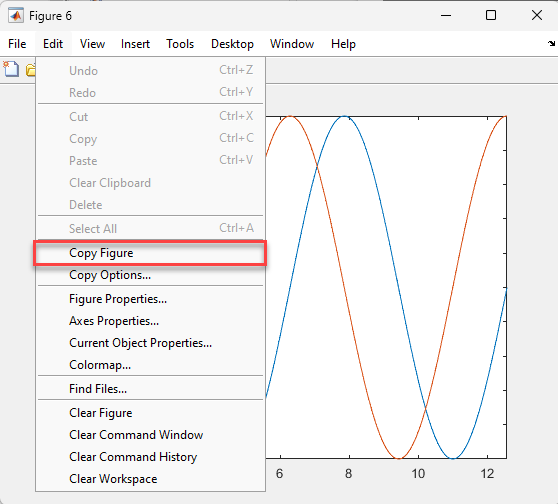 Figure 6
File Edit View Insert Tools Desktop Window Help
Undo Ctrl+Z
Redo Ctrl+Y
Cut Ctrl+X
Copy Ctrl+C
Paste Ctrl+V
Clear Clipboard
Delete
Select All Ctrl+A
Copy Figure
Copy Options...
Figure Properties...
Axes Properties...
Current Object Properties...
Colormap...
Find Files...
Clear Figure
Clear Command Window
Clear Command History
Clear Workspace
6 8 10 12